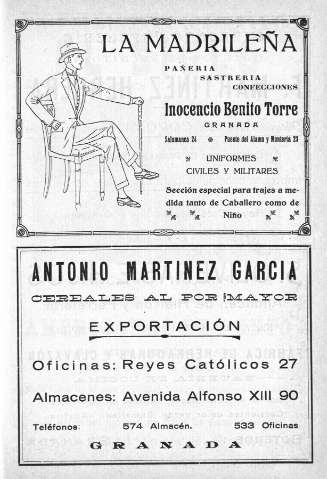 LA MADRILEÑA
PAÑERIA
SASTRERIA
CONFECCIONES
Inocencio Benito Torre
GRANADA
Salamanca 24 Puente del Alamo y Montería 23
UNIFORMES
CIVILES Y MILITARES
Sección especial para trajes a me-
dida tanto de Caballero como de
Niño
ANTONIO MARTINEZ GARCIA
CEREALES AL POR MAYOR
EXPORTACIÓN
Oficinas: Reyes Católicos 27
Almacenes: Avenida Alfonso XIII 90
Teléfonos: 574 Almacén. 533 Oficinas
GRANADA